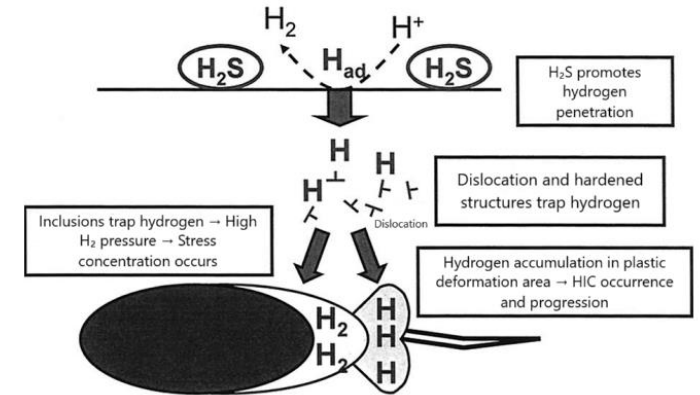 H₂
H⁺
H₂S
H_ad
H₂S
H₂S promotes
hydrogen
penetration
H
H
H
Dislocation and hardened
structures trap hydrogen
Dislocation
Inclusions trap hydrogen → High
H₂ pressure → Stress
concentration occurs
Hydrogen accumulation in plastic
deformation area → HIC occurrence
and progression
H₂
H
H
H₂
H